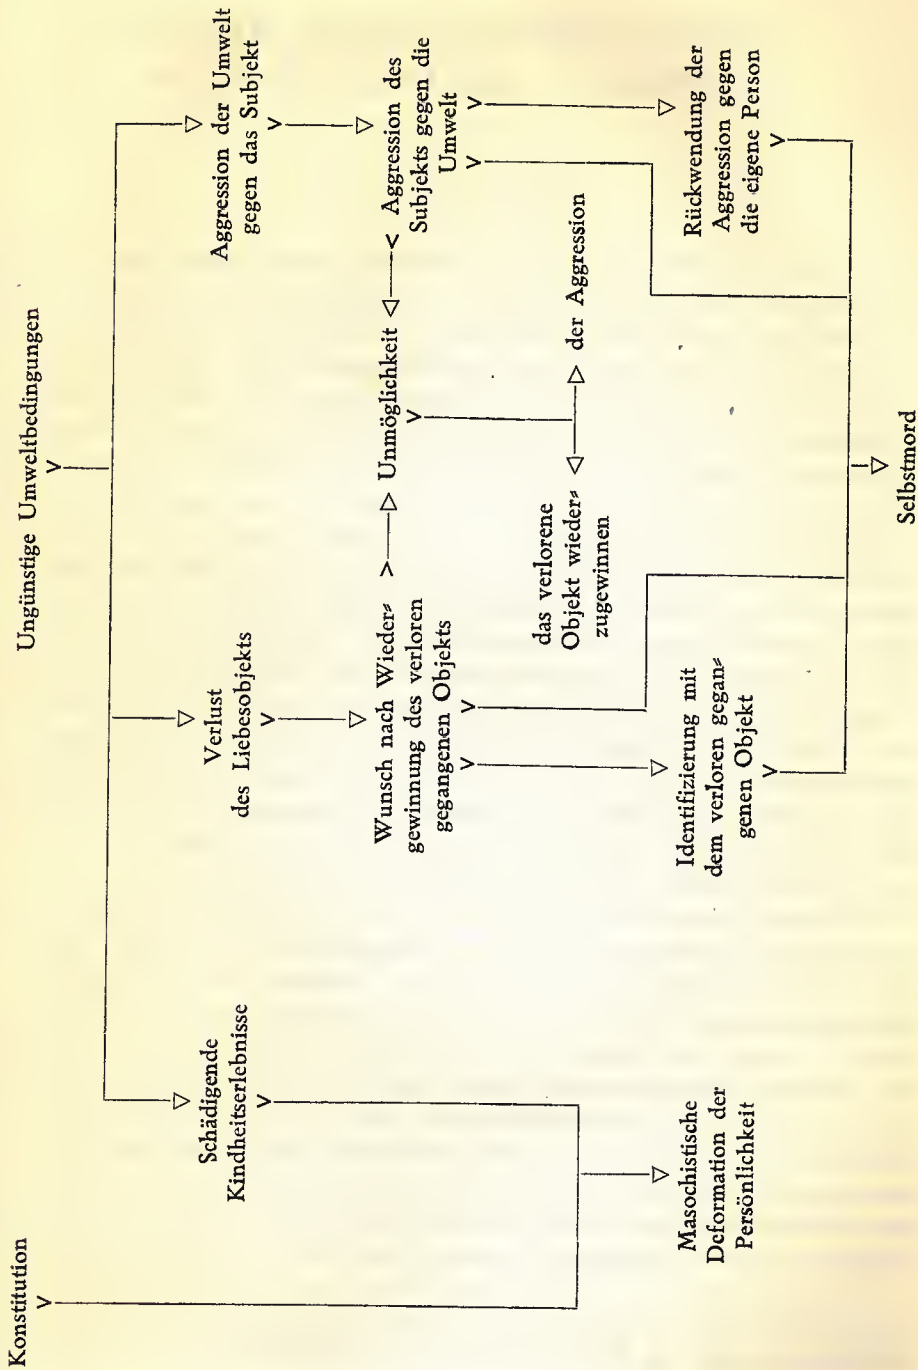 Konstitution
Ungünstige Umweltbedingungen
Schädigende
Kindheitserlebnisse
Verlust
des Liebesobjekts
Aggression der Umwelt
gegen das Subjekt
Wunsch nach Wieder⸗
gewinnung des verloren
gegangenen Objekts
Unmöglichkeit
Aggression des
Subjekts gegen die
Umwelt
das verlorene
Objekt wieder⸗
zugewinnen
der Aggression
Masochistische
Deformation der
Persönlichkeit
Identifizierung mit
dem verloren gegan⸗
genen Objekt
Rückwendung der
Aggression gegen
die eigene Person
Selbstmord